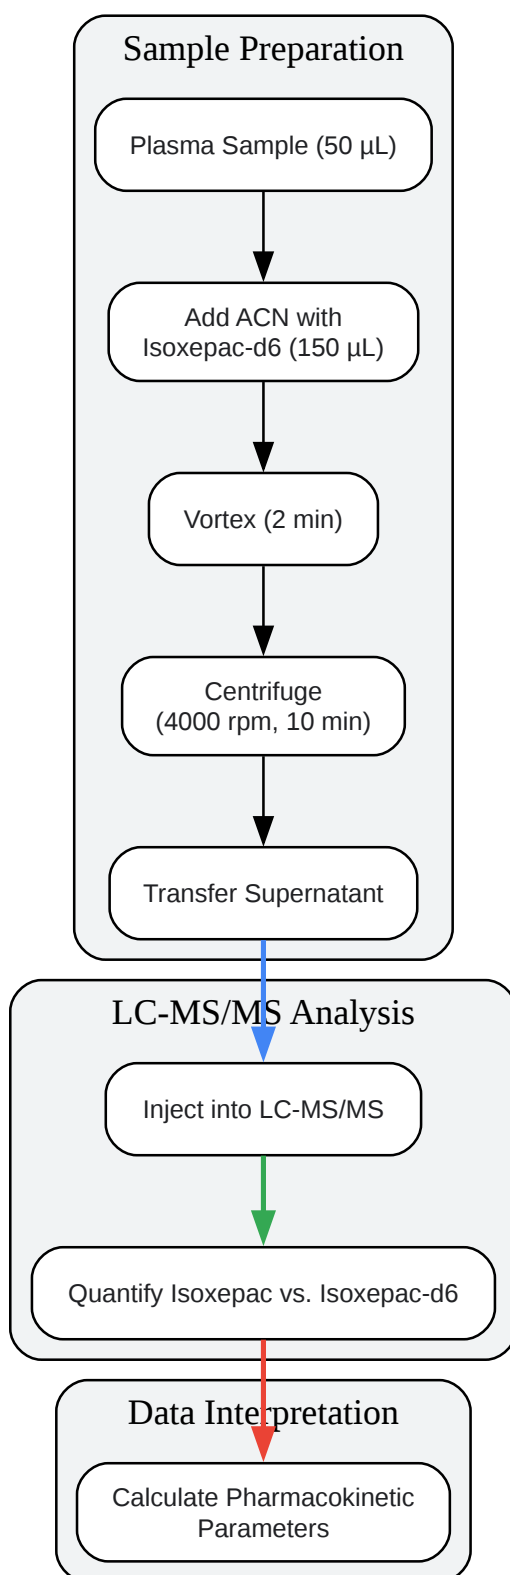 Sample Preparation
Plasma Sample (50 µL)
Add ACN with
Isoxepac-d6 (150 µL)
Vortex (2 min)
Centrifuge
(4000 rpm, 10 min)
Transfer Supernatant
LC-MS/MS Analysis
Inject into LC-MS/MS
Quantify Isoxepac vs. Isoxepac-d6
Data Interpretation
Calculate Pharmacokinetic
Parameters